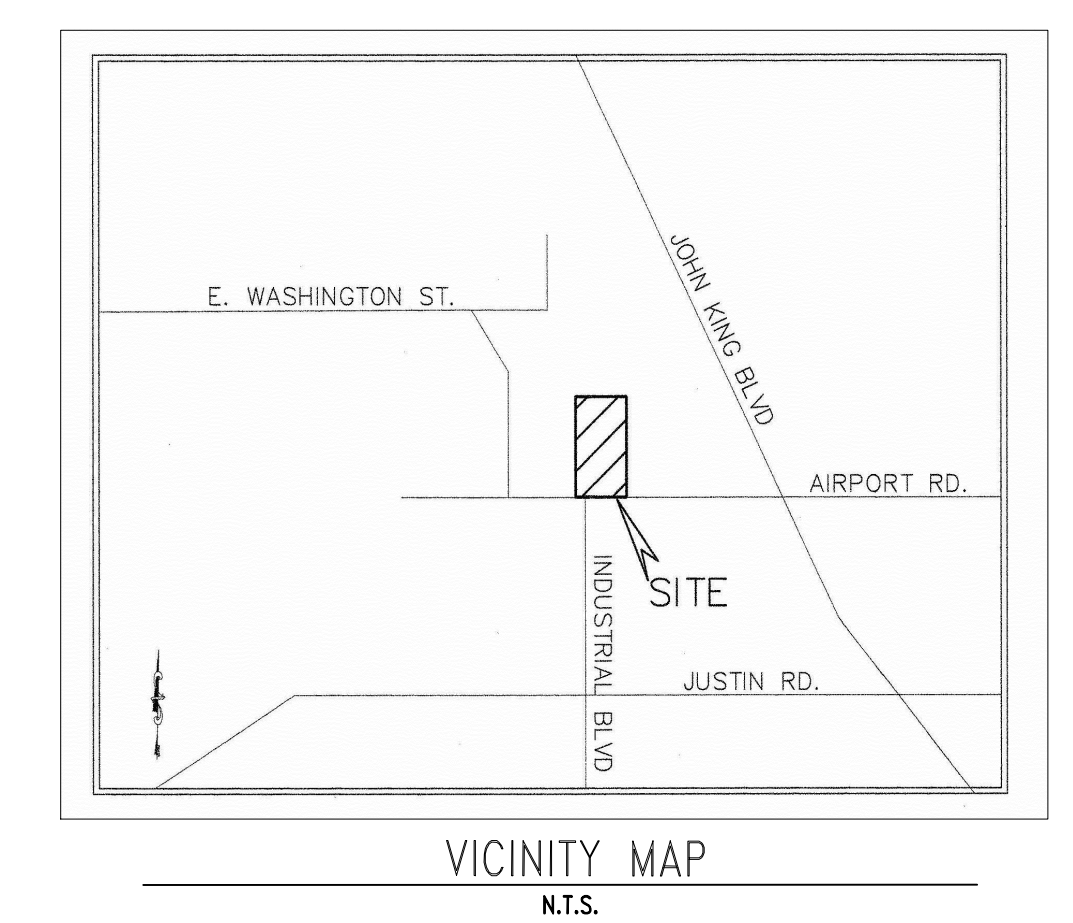 JOHN KING BLVD
E. WASHINGTON ST.
AIRPORT RD.
INDUSTRIAL BLVD
SITE
JUSTIN RD.
VICINITY MAP
N.T.S.